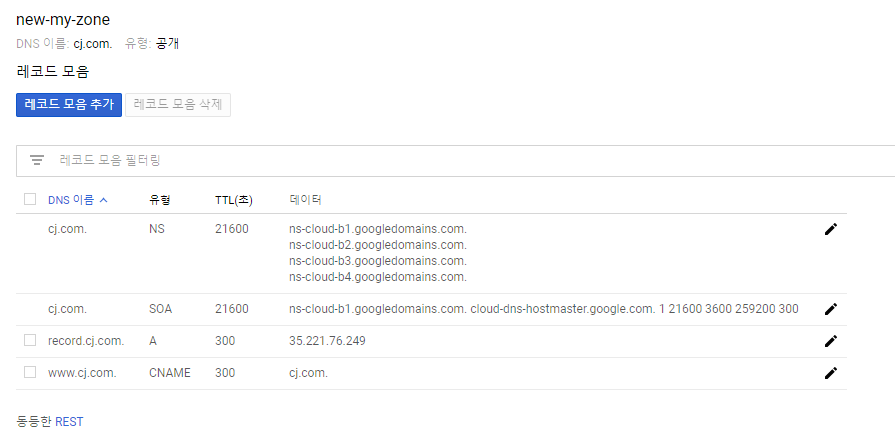 new-my-zone
DNS 이름: cj.com. 유형: 공개
레코드 모음
레코드 모음 추가 레코드 모음 삭제
레코드 모음 필터링
DNS 이름 유형 TTL(초) 데이터
cj.com. NS 21600 ns-cloud-b1.googledomains.com.
ns-cloud-b2.googledomains.com.
ns-cloud-b3.googledomains.com.
ns-cloud-b4.googledomains.com.
cj.com. SOA 21600 ns-cloud-b1.googledomains.com. cloud-dns-hostmaster.google.com. 1 21600 3600 259200 300
record.cj.com. A 300 35.221.76.249
www.cj.com. CNAME 300 cj.com.
동등한 REST